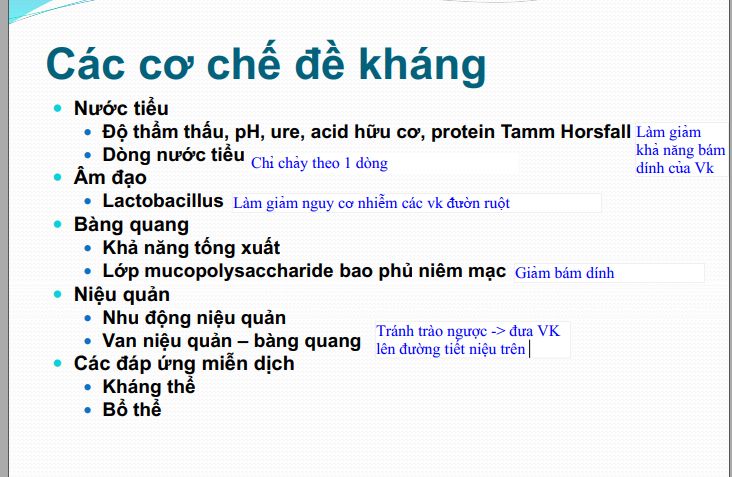 Các cơ chế đề kháng
Nước tiểu
Độ thẩm thấu, pH, ure, acid hữu cơ, protein Tamm Horsfall
Làm giảm
khả năng bám
dính của Vk
Dòng nước tiểu
Chỉ chảy theo 1 dòng
Âm đạo
Lactobacillus
Làm giảm nguy cơ nhiễm các vk đườn ruột
Bàng quang
Khả năng tống xuất
Lớp mucopolysaccharide bao phủ niêm mạc
Giảm bám dính
Niệu quản
Nhu động niệu quản
Van niệu quản – bàng quang
Tránh trào ngược -> đưa VK
lên đường tiết niệu trên
Các đáp ứng miễn dịch
Kháng thể
Bổ thể